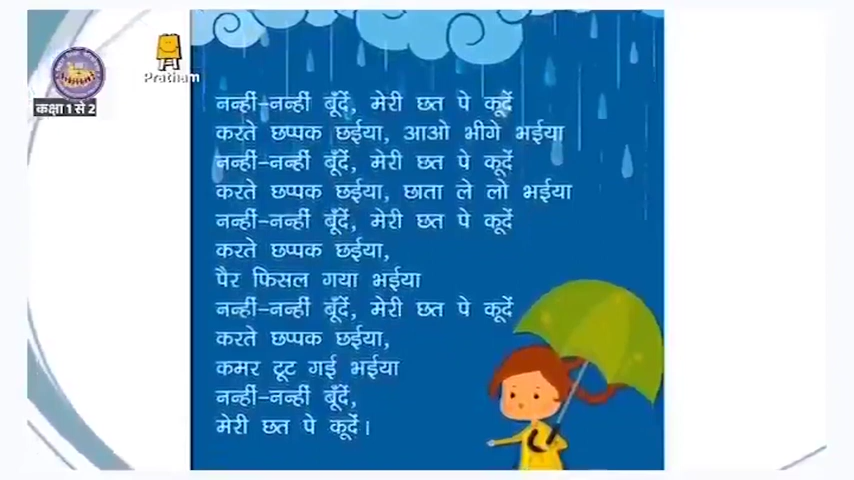 Pratham
कक्षा 1 से 2
नन्हीं-नन्हीं बूँदें, मेरी छत पे कूदें
करते छप्पक छईया, आओ भीगे भईया
नन्हीं-नन्हीं बूँदें, मेरी छत पे कूदें
करते छप्पक छईया, छाता ले लो भईया
नन्हीं-नन्हीं बूँदें, मेरी छत पे कूदें
करते छप्पक छईया,
पैर फिसल गया भईया
नन्हीं-नन्हीं बूँदें, मेरी छत पे कूदें
करते छप्पक छईया,
कमर टूट गई भईया
नन्हीं-नन्हीं बूँदें,
मेरी छत पे कूदें।